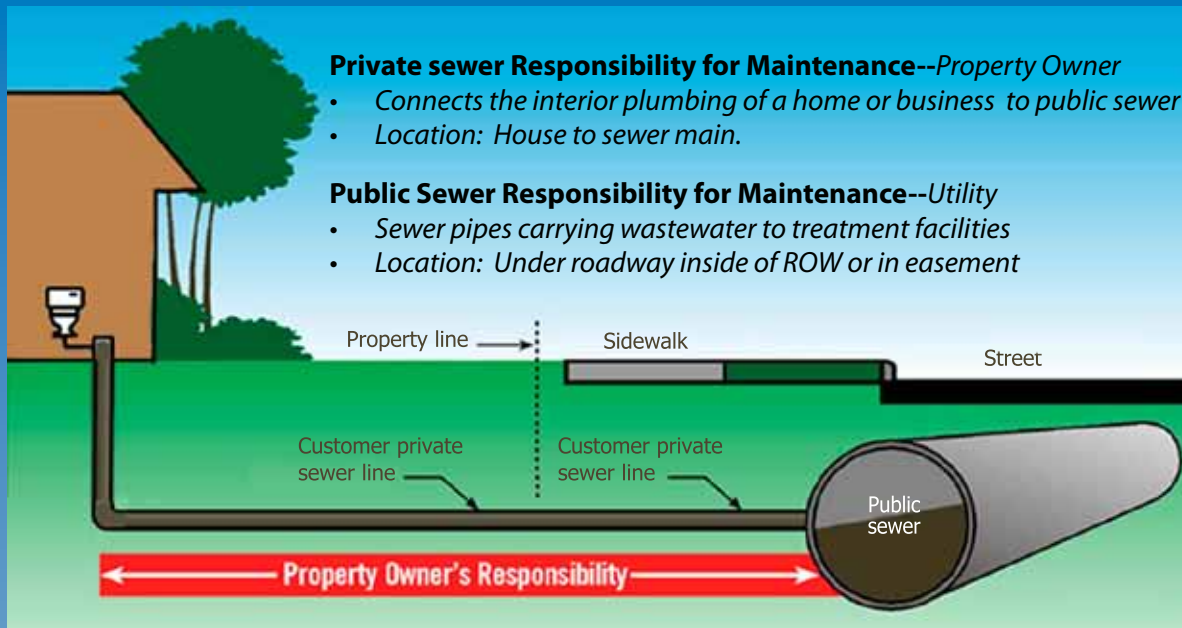 Private sewer Responsibility for Maintenance--Property Owner
• Connects the interior plumbing of a home or business to public sewer
• Location: House to sewer main.
Public Sewer Responsibility for Maintenance--Utility
• Sewer pipes carrying wastewater to treatment facilities
• Location: Under roadway inside of ROW or in easement
Property line
Sidewalk
Street
Customer private
sewer line
Customer private
sewer line
Public
sewer
Property Owner's Responsibility